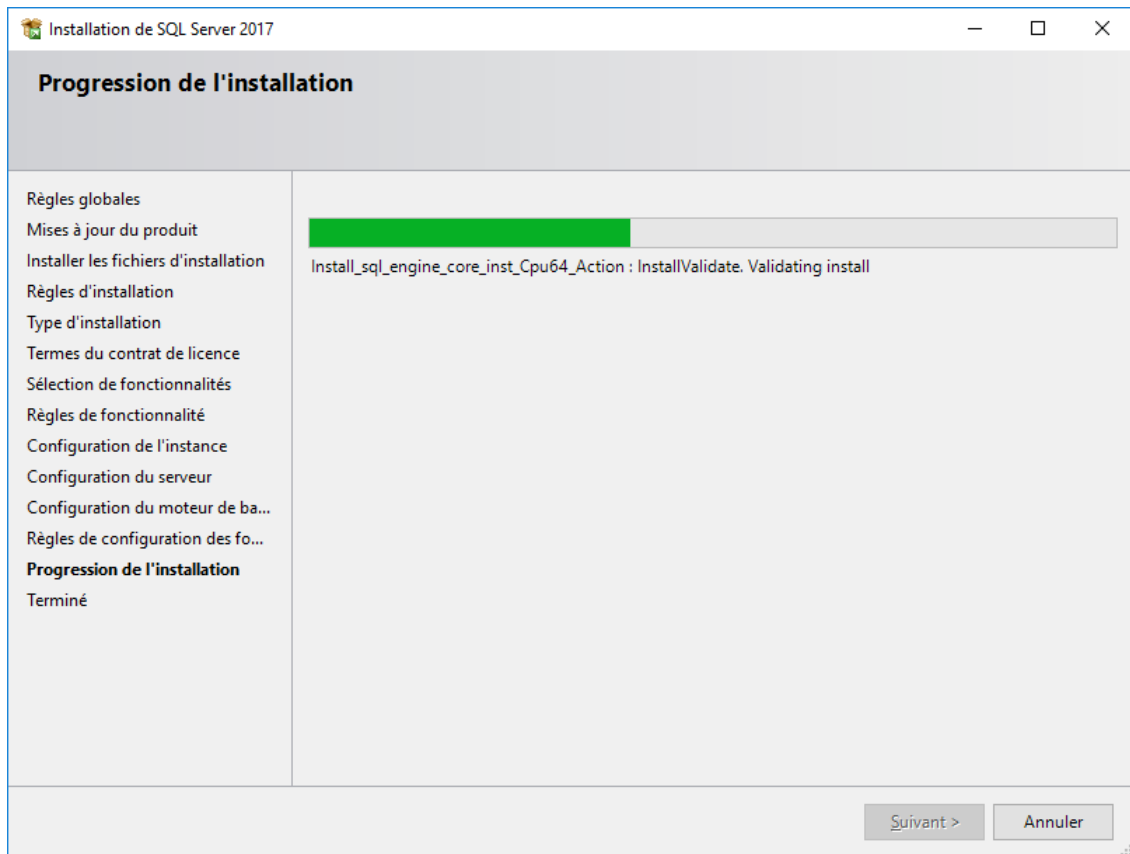 Installation de SQL Server 2017
Progression de l'installation
Règles globales
Mises à jour du produit
Installer les fichiers d'installation
Règles d'installation
Type d'installation
Termes du contrat de licence
Sélection de fonctionnalités
Règles de fonctionnalité
Configuration de l'instance
Configuration du serveur
Configuration du moteur de ba...
Règles de configuration des fo...
Progression de l'installation
Terminé
Install_sql_engine_core_inst_Cpu64_Action : InstallValidate. Validating install
Suivant >
Annuler